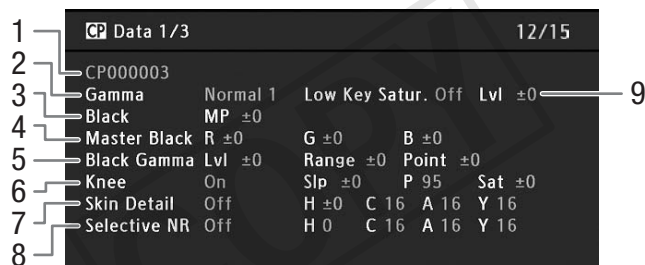 CP Data 1/3 12/15
1 CP000003
2 Gamma Normal 1 Low Key Satur. Off Lvl ±0 9
3 Black MP ±0
4 Master Black R ±0 G ±0 B ±0
5 Black Gamma Lvl ±0 Range ±0 Point ±0
6 Knee On Slp ±0 P 95 Sat ±0
7 Skin Detail Off H ±0 C 16 A 16 Y 16
8 Selective NR Off H 0 C 16 A 16 Y 16
COPY